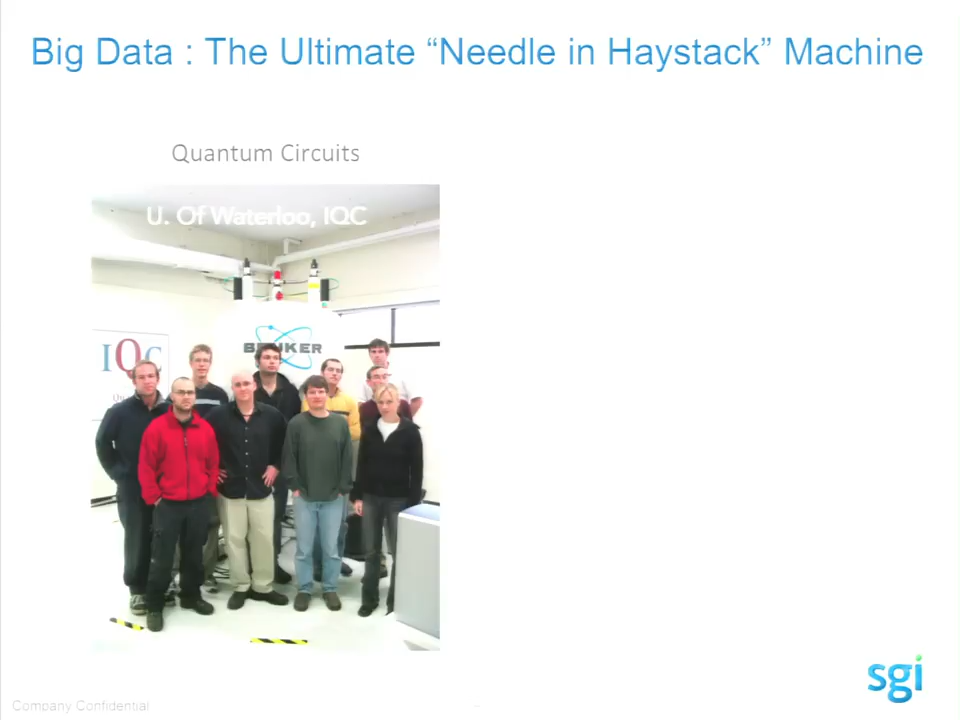 Big Data : The Ultimate “Needle in Haystack” Machine
Quantum Circuits
U. Of Waterloo, IQC
BRUKER
IQC
sgi
Company Confidential